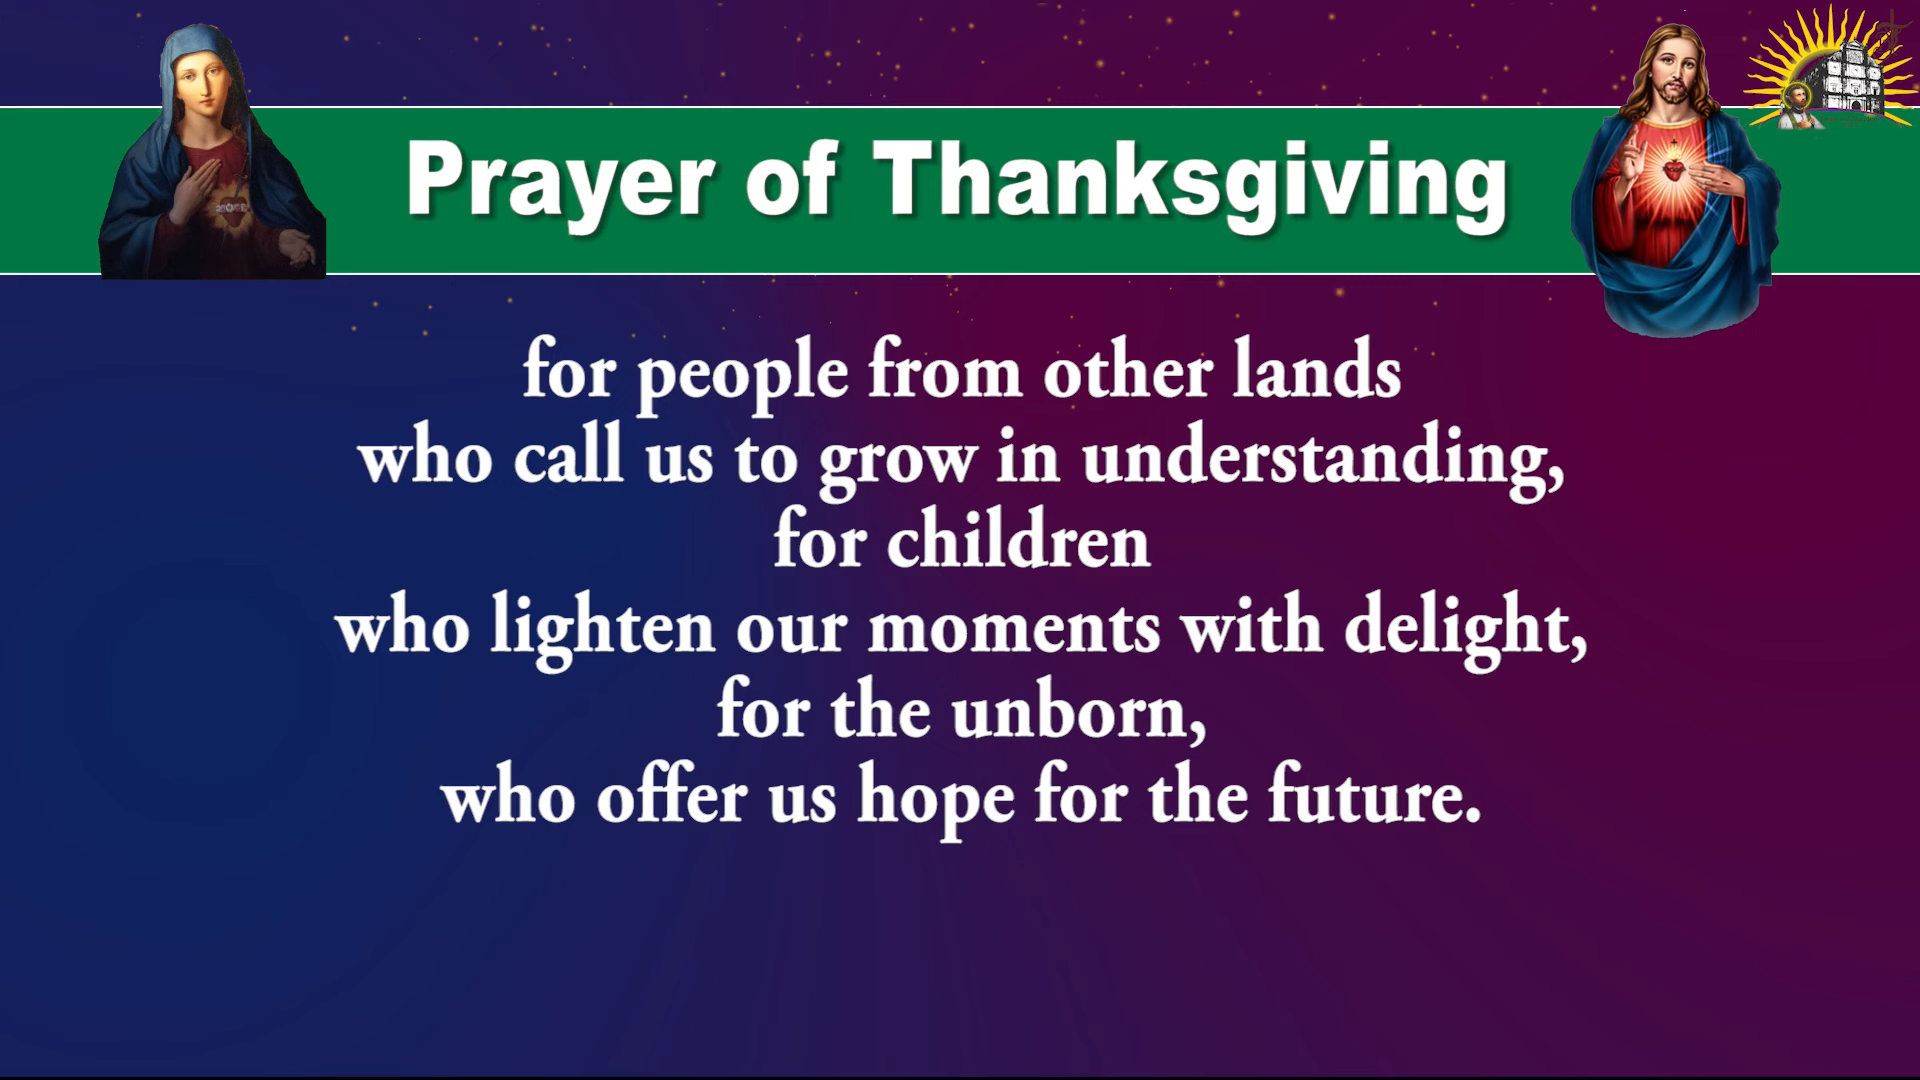 Prayer of Thanksgiving
for people from other lands
who call us to grow in understanding,
for children
who lighten our moments with delight,
for the unborn,
who offer us hope for the future.